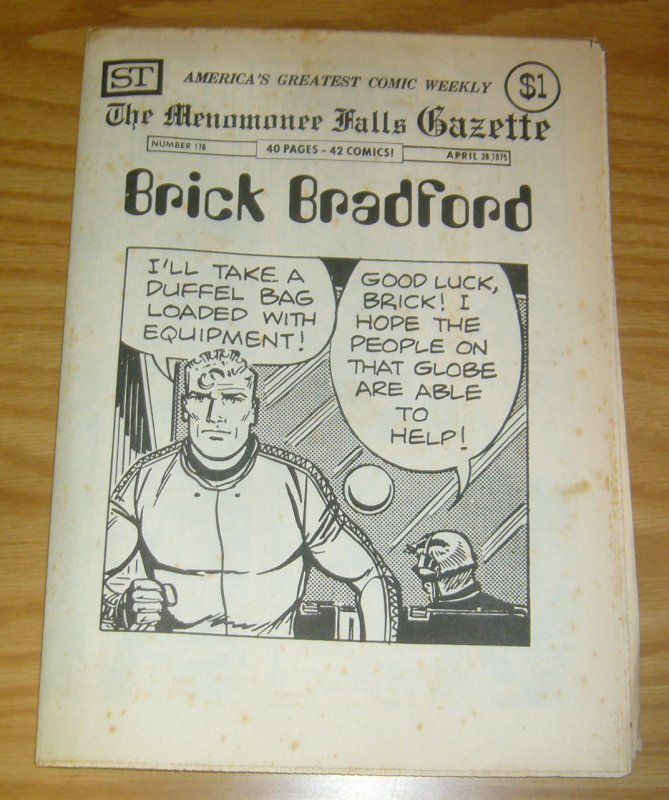 ST
AMERICA'S GREATEST COMIC WEEKLY
$1
The Menomonee Falls Gazette
NUMBER 176
40 PAGES - 42 COMICS!
APRIL 28, 1975
Brick Bradford
I'LL TAKE A
DUFFEL BAG
LOADED WITH
EQUIPMENT!
GOOD LUCK,
BRICK! I
HOPE THE
PEOPLE ON
THAT GLOBE
ARE ABLE
TO
HELP!